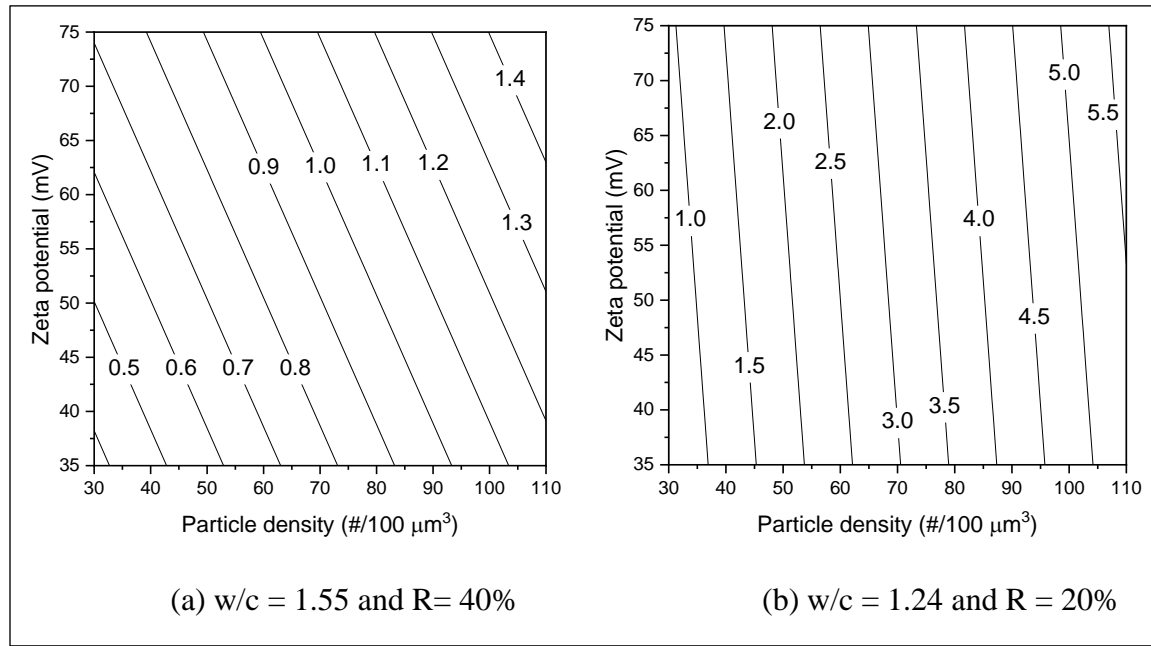 75
70
65
60
55
50
45
40
35
Zeta potential (mV)
1.4
0.9 1.0 1.1 1.2
1.3
0.5 0.6 0.7 0.8
30 40 50 60 70 80 90 100 110
Particle density (#/100 μm³)
(a) w/c = 1.55 and R= 40%
75
70
65
60
55
50
45
40
35
Zeta potential (mV)
5.0
5.5
2.0
2.5
1.0 4.0
4.5
1.5
3.5
3.0
30 40 50 60 70 80 90 100 110
Particle density (#/100 μm³)
(b) w/c = 1.24 and R = 20%